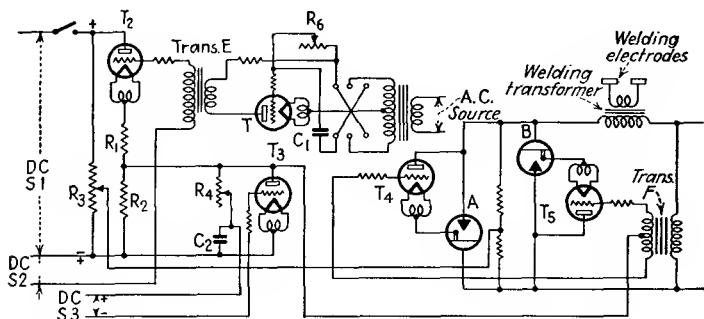 T2
Trans.E
R6
Welding electrodes
Welding transformer
A.C. Source
+
T
R1
C1
T3
B
DC S1
R3
R2
R4
T4
A
T5
Trans. F
C2
-
+
DC S2
DC +
S3 -